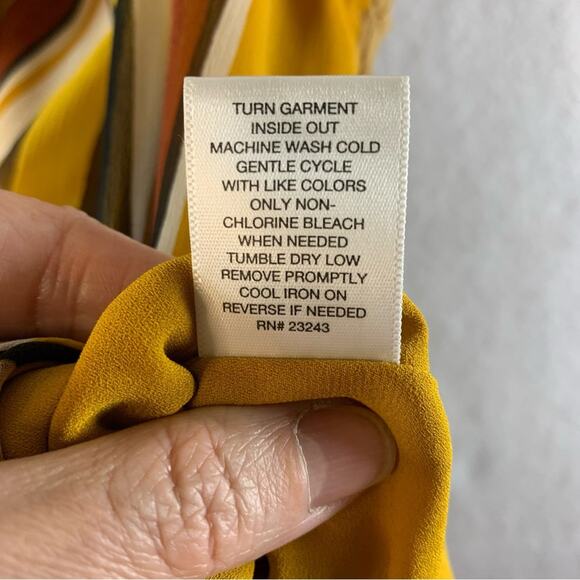 TURN GARMENT
INSIDE OUT
MACHINE WASH COLD
GENTLE CYCLE
WITH LIKE COLORS
ONLY NON-
CHLORINE BLEACH
WHEN NEEDED
TUMBLE DRY LOW
REMOVE PROMPTLY
COOL IRON ON
REVERSE IF NEEDED
RN# 23243